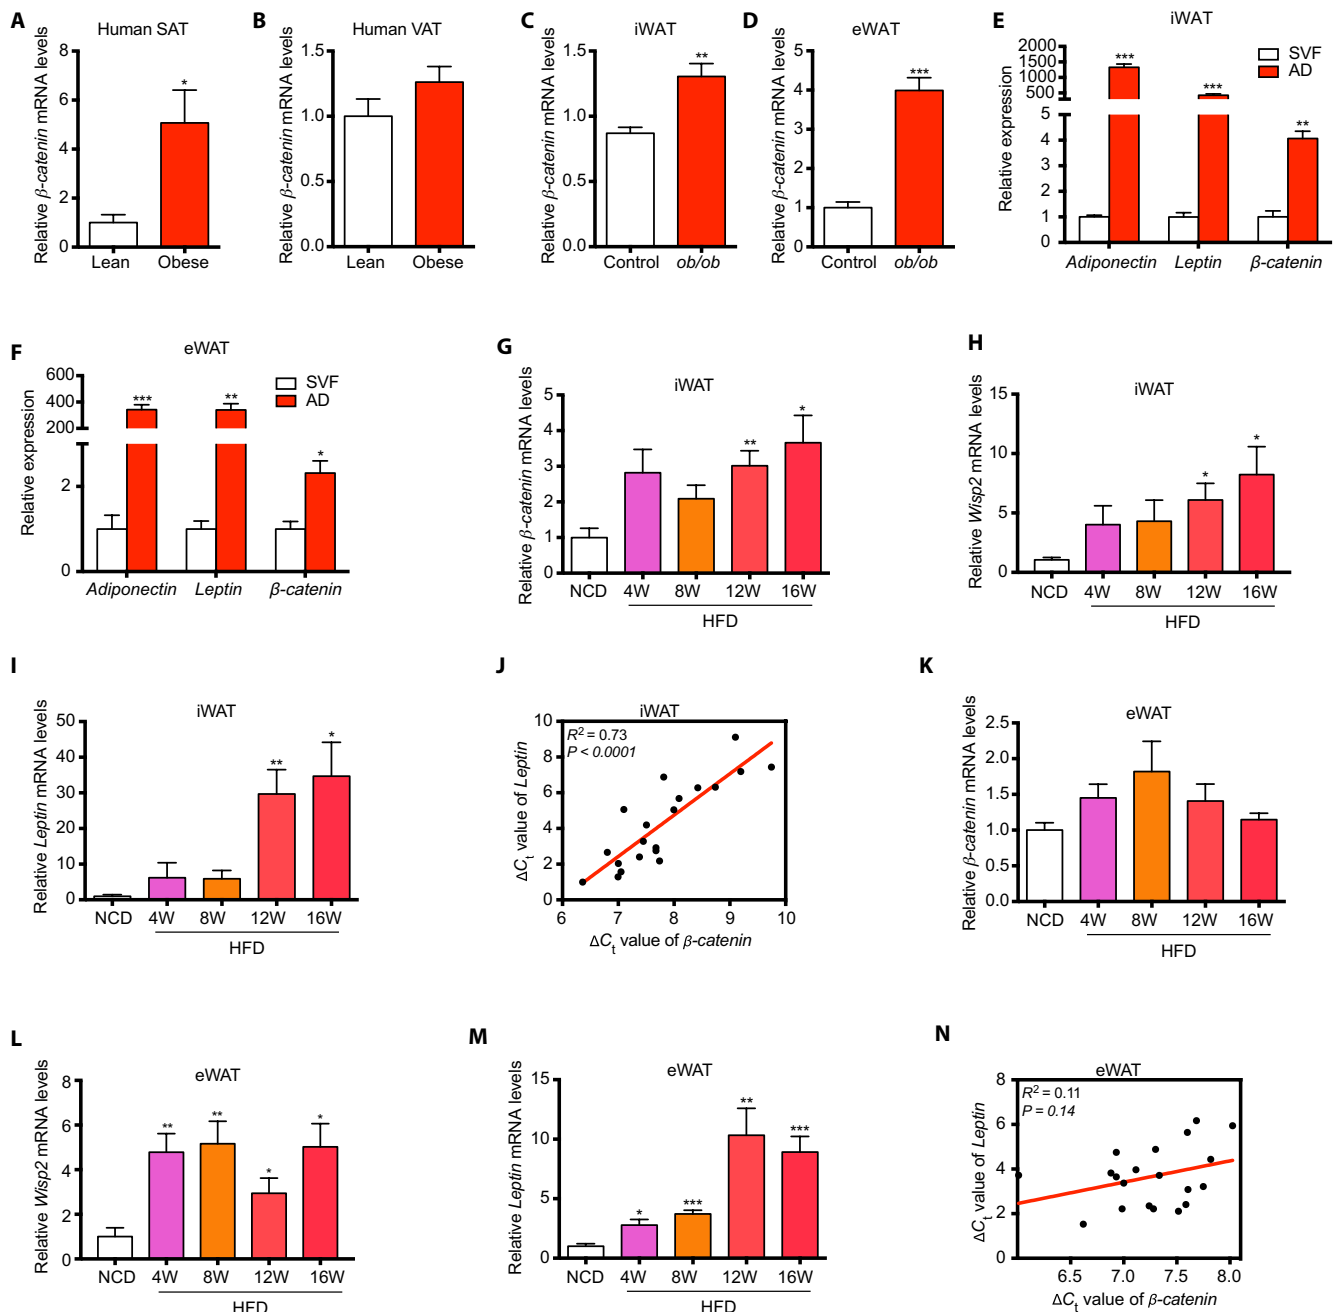 A
Human SAT
Relative β-catenin mRNA levels
8
6
4
2
0
*
Lean Obese
B
Human VAT
Relative β-catenin mRNA levels
1.5
1.0
0.5
0.0
Lean Obese
C
iWAT
Relative β-catenin mRNA levels
1.5
1.0
0.5
0.0
**
Control ob/ob
D
eWAT
Relative β-catenin mRNA levels
5
4
3
2
1
0
***
Control ob/ob
E
iWAT
Relative expression
2000
1500
1000
500
5
4
3
2
1
0
*** *** **
SVF
AD
Adiponectin Leptin β-catenin
F
eWAT
Relative expression
600
400
200
2
0
*** ** *
SVF
AD
Adiponectin Leptin β-catenin
G
iWAT
Relative β-catenin mRNA levels
5
4
3
2
1
0
** *
NCD 4W 8W 12W 16W
HFD
H
iWAT
Relative Wisp2 mRNA levels
15
10
5
0
* *
NCD 4W 8W 12W 16W
HFD
I
iWAT
Relative Leptin mRNA levels
50
40
30
20
10
0
** *
NCD 4W 8W 12W 16W
HFD
J
iWAT
R² = 0.73
P < 0.0001
ΔCt value of Leptin
10
8
6
4
2
0
6 7 8 9 10
ΔCt value of β-catenin
K
eWAT
Relative β-catenin mRNA levels
2.5
2.0
1.5
1.0
0.5
0.0
NCD 4W 8W 12W 16W
HFD
L
eWAT
Relative Wisp2 mRNA levels
8
6
4
2
0
** ** * *
NCD 4W 8W 12W 16W
HFD
M
eWAT
Relative Leptin mRNA levels
15
10
5
0
* *** ** ***
NCD 4W 8W 12W 16W
HFD
N
eWAT
R² = 0.11
P = 0.14
ΔCt value of Leptin
8
6
4
2
0
6.5 7.0 7.5 8.0
ΔCt value of β-catenin